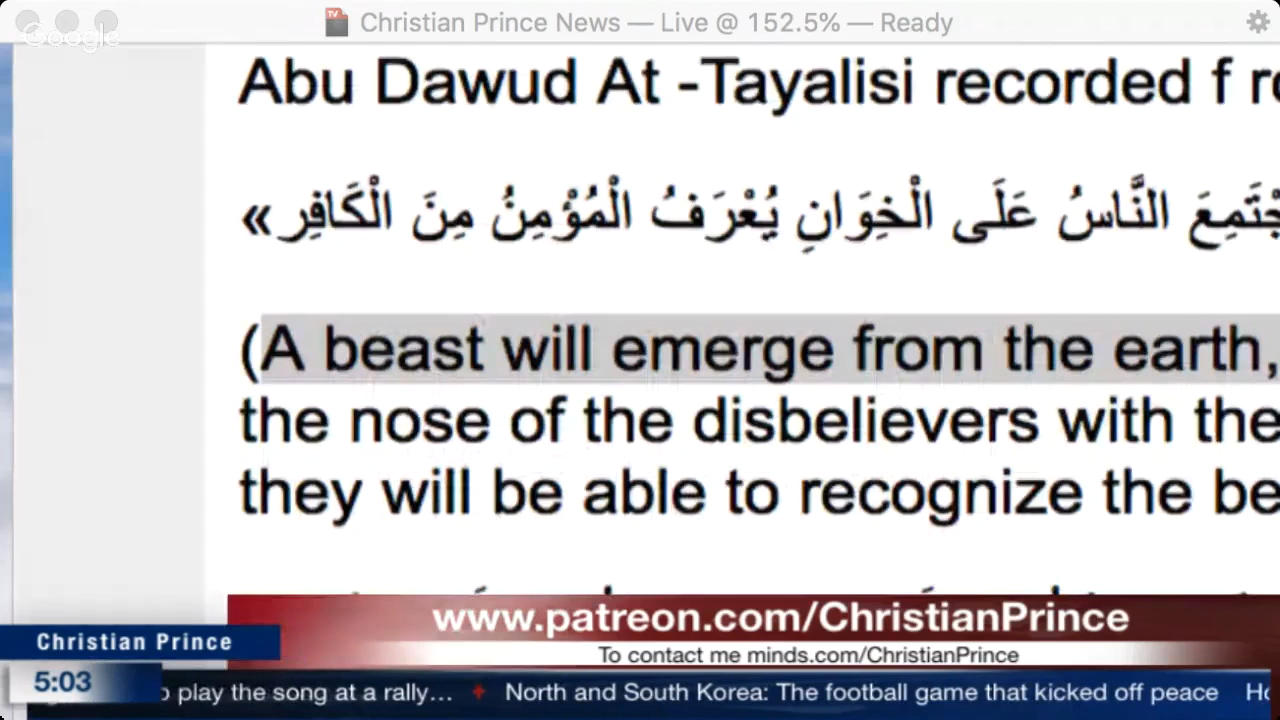 Christian Prince News — Live @ 152.5% — Ready
Google
Abu Dawud At -Tayalisi recorded f
النَّاسُ عَلَى الْخِوَانِ يُعْرَفُ الْمُؤْمِنُ مِنَ الْكَافِرِ»
(A beast will emerge from the earth,
the nose of the disbelievers with the
they will be able to recognize the
www.patreon.com/ChristianPrince
Christian Prince
To contact me minds.com/ChristianPrince
5:03
play the song at a rally... + North and South Korea: The football game that kicked off peace